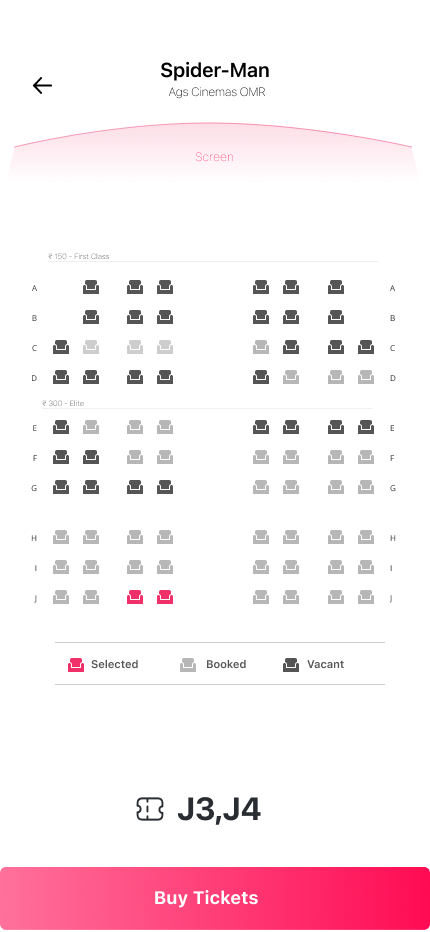 Spider-Man
Ags Cinemas OMR
Screen
₹ 150 - First Class
A A
B B
C C
D D
₹ 300 - Elite
E E
F F
G G
H H
I I
J J
Selected Booked Vacant
J3,J4
Buy Tickets